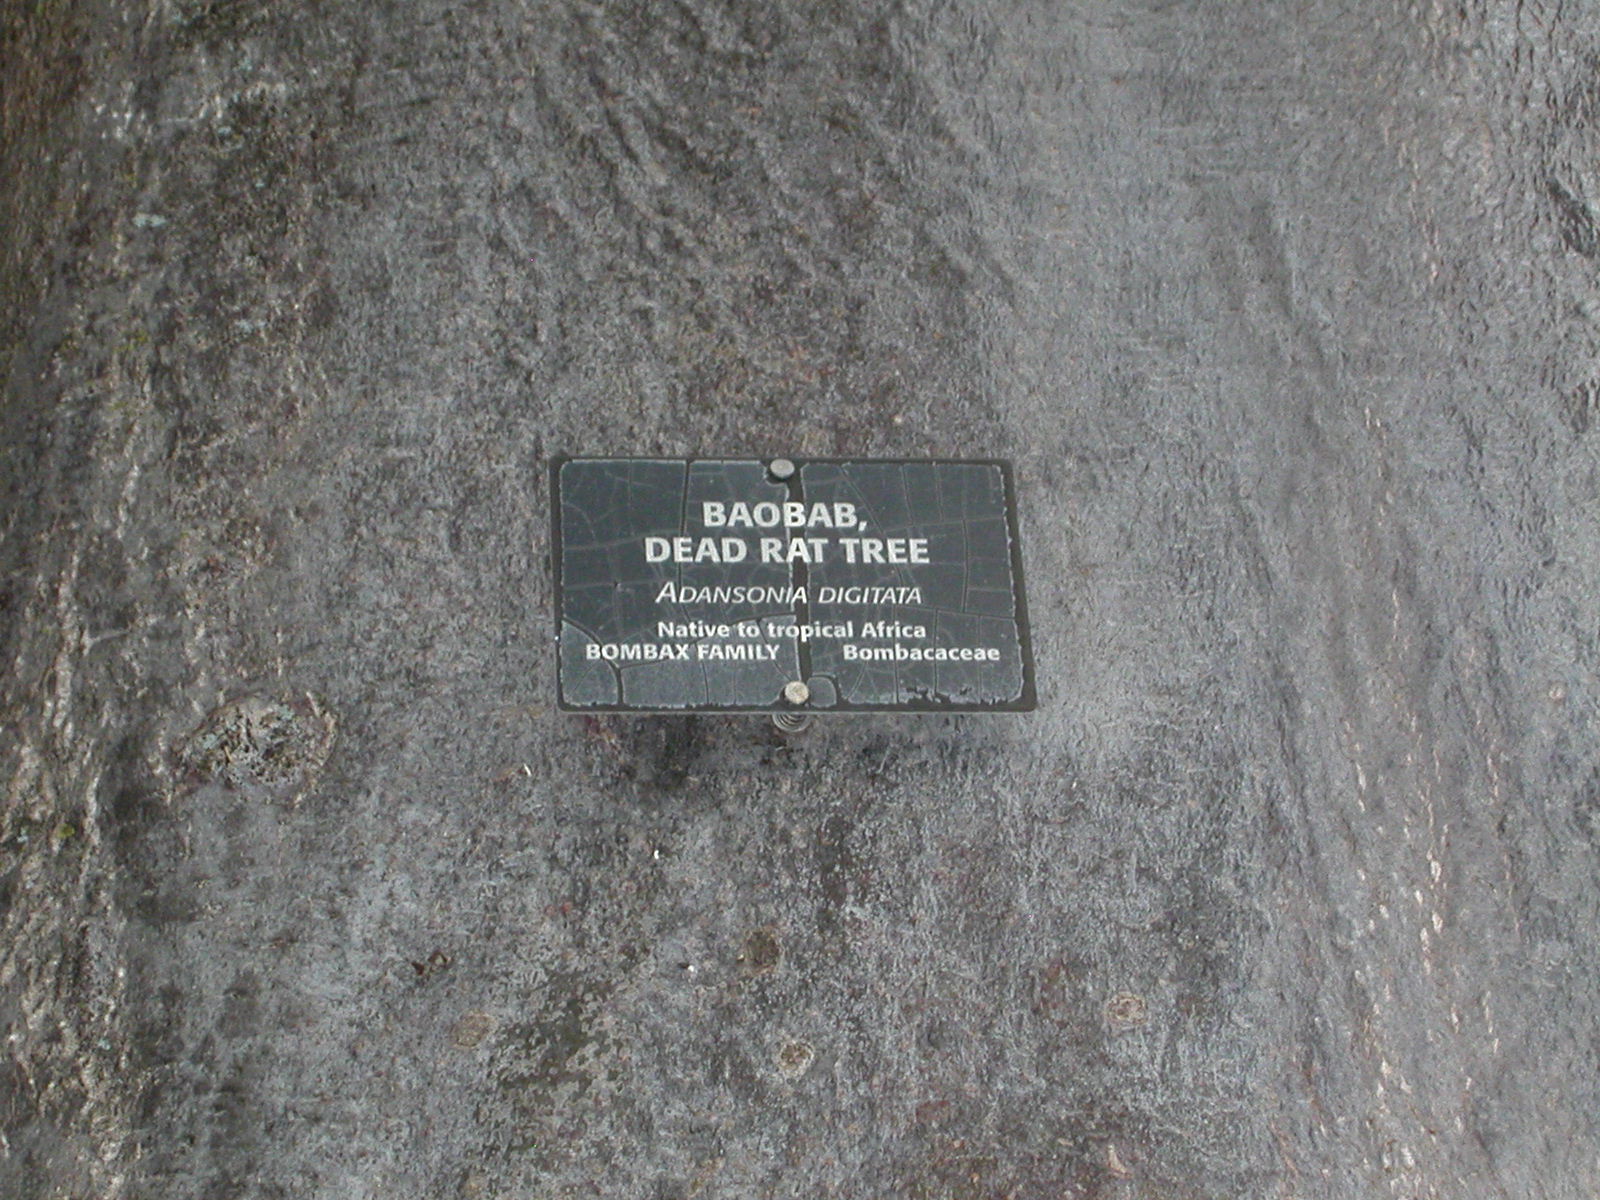 BAOBAB,
DEAD RAT TREE
ADANSONIA DIGITATA
Native to tropical Africa
BOMBAX FAMILY Bombacaceae